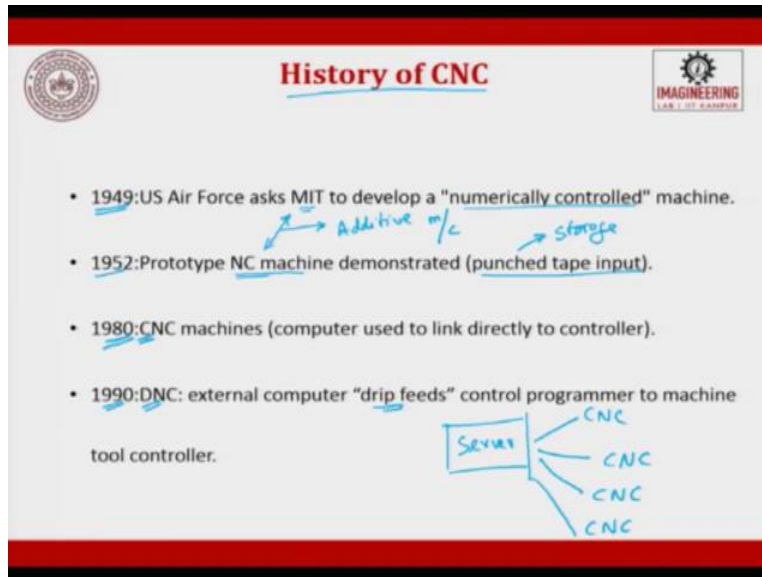 History of CNC
IMAGINEERING
LAB | IIT KANPUR
• 1949:US Air Force asks MIT to develop a "numerically controlled" machine.
Additive m/c
storage
• 1952:Prototype NC machine demonstrated (punched tape input).
• 1980:CNC machines (computer used to link directly to controller).
• 1990:DNC: external computer “drip feeds” control programmer to machine
tool controller.
Server
CNC
CNC
CNC
CNC